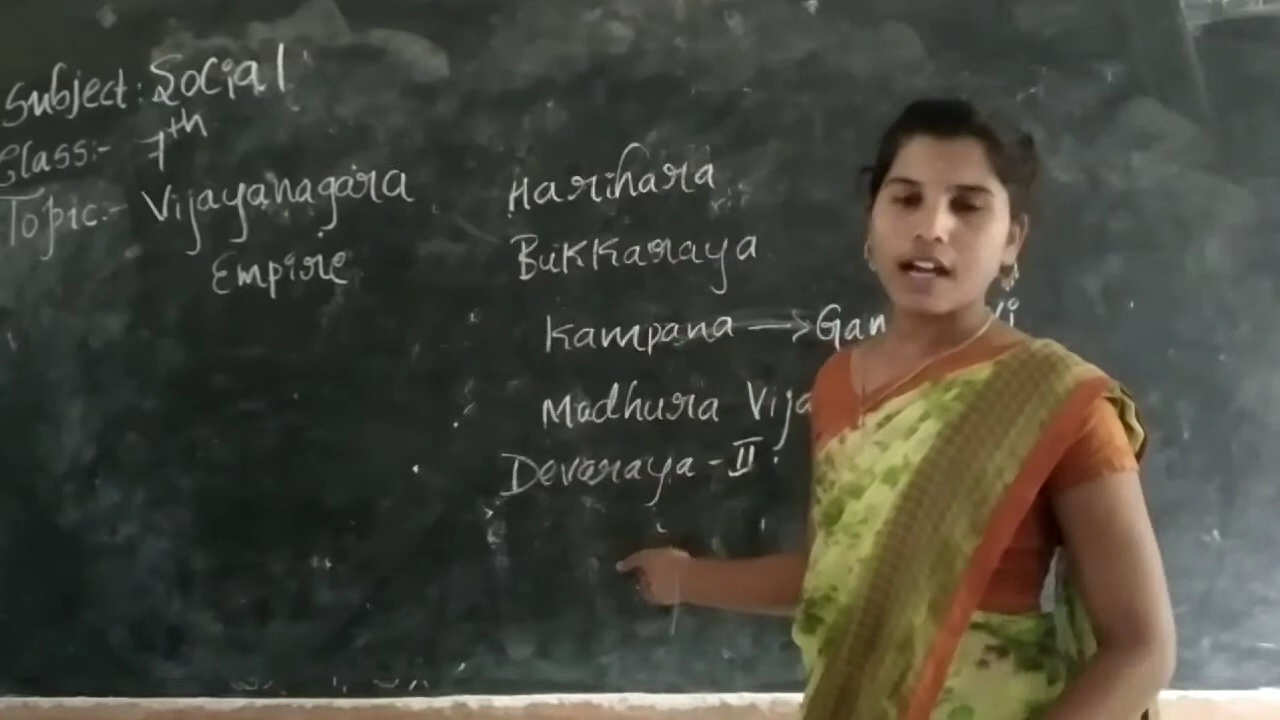 Subject: Social
Class:- 7th
Topic:- Vijayanagara
Empire
Harihara
Bukkaraya
Kampana →
Madhura
Devaraya - II